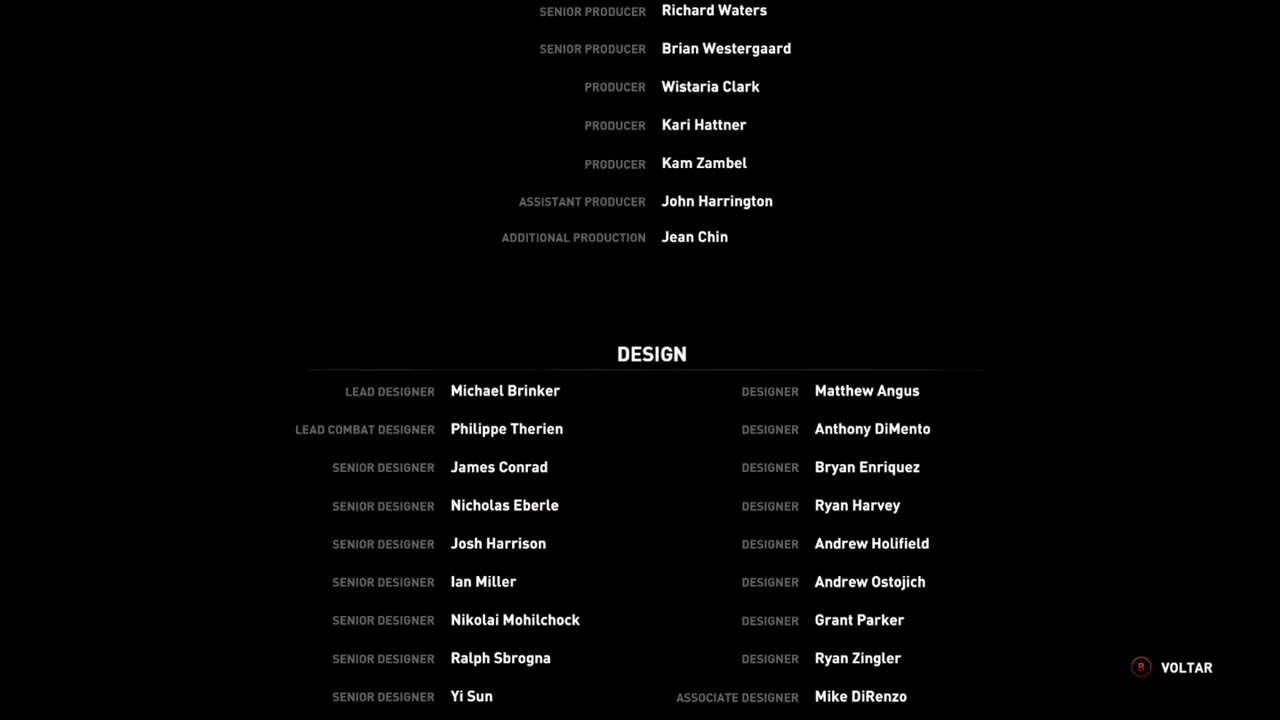 SENIOR PRODUCER Richard Waters
SENIOR PRODUCER Brian Westergaard
PRODUCER Wistaria Clark
PRODUCER Kari Hattner
PRODUCER Kam Zambel
ASSISTANT PRODUCER John Harrington
ADDITIONAL PRODUCTION Jean Chin
DESIGN
LEAD DESIGNER Michael Brinker DESIGNER Matthew Angus
LEAD COMBAT DESIGNER Philippe Therien DESIGNER Anthony DiMento
SENIOR DESIGNER James Conrad DESIGNER Bryan Enriquez
SENIOR DESIGNER Nicholas Eberle DESIGNER Ryan Harvey
SENIOR DESIGNER Josh Harrison DESIGNER Andrew Holifield
SENIOR DESIGNER Ian Miller DESIGNER Andrew Ostojich
SENIOR DESIGNER Nikolai Mohilchock DESIGNER Grant Parker
SENIOR DESIGNER Ralph Sbrogna DESIGNER Ryan Zingler
B VOLTAR
SENIOR DESIGNER Yi Sun ASSOCIATE DESIGNER Mike DiRenzo